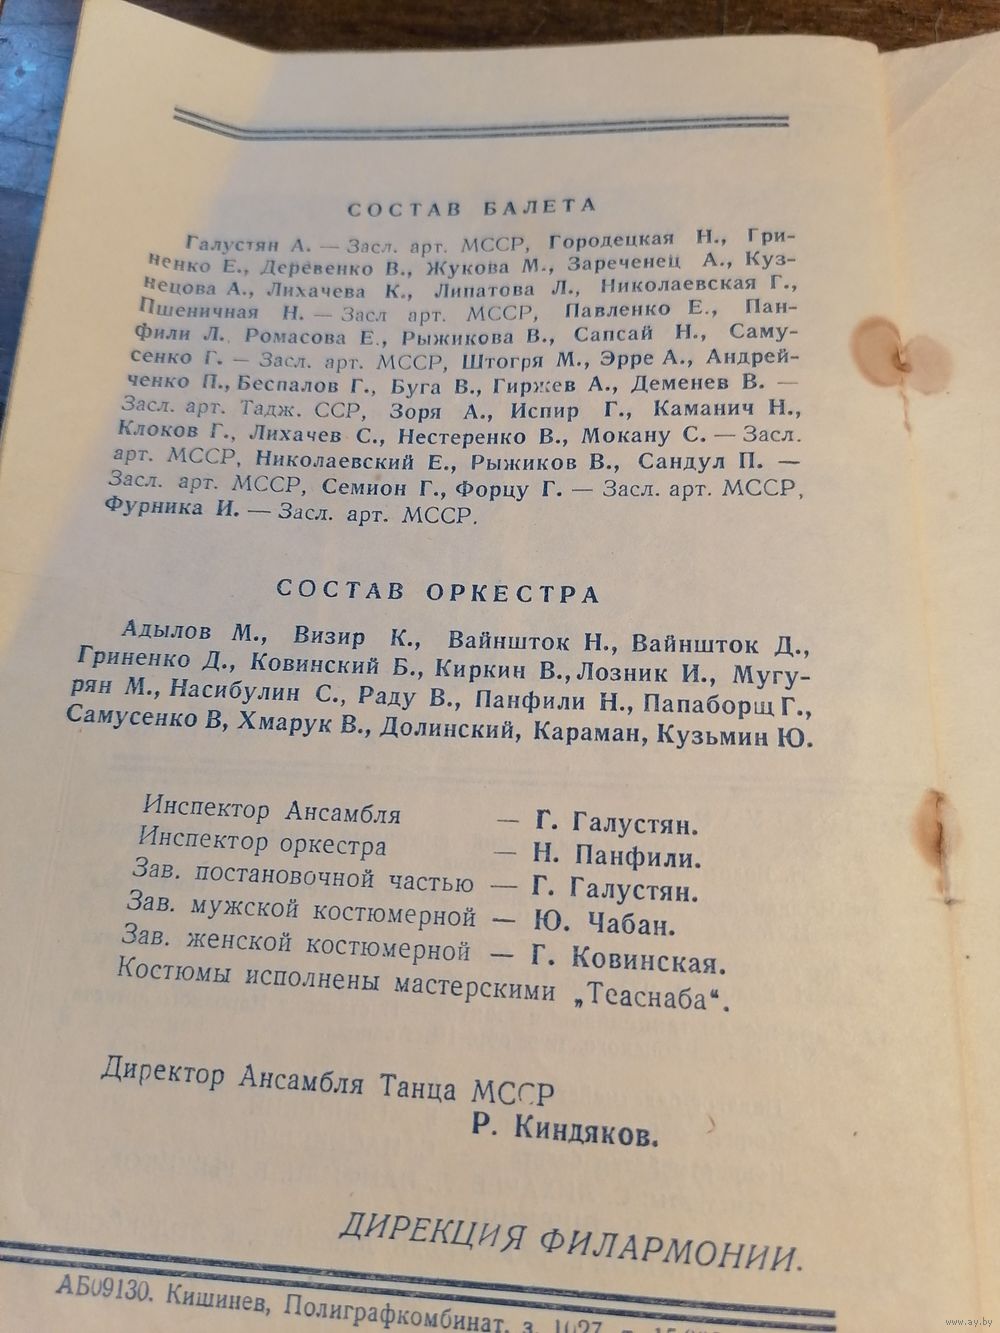 СОСТАВ БАЛЕТА
Галустян А. — Засл. арт. МССР, Городецкая Н., Гри-
ненко Е., Деревенко В., Жукова М., Зареченец А., Куз-
нецова А., Лихачева К., Липатова Л., Николаевская Г.,
Пшеничная Н. — Засл арт. МССР, Павленко Е., Пан-
фили Л. Ромасова Е., Рыжикова В., Сапсай Н., Саму-
сенко Г. — Засл. арт. МССР, Штогря М., Эрре А., Андрей-
ченко П., Беспалов Г., Буга В., Гиржев А., Деменев В. —
Засл. арт. Тадж. ССР, Зоря А., Испир Г., Каманич Н.,
Клоков Г., Лихачев С., Нестеренко В., Мокану С. — Засл.
арт. МССР, Николаевский Е., Рыжиков В., Сандул П. —
Засл. арт. МССР, Семион Г., Форцу Г. — Засл. арт. МССР,
Фурника И. — Засл. арт. МССР.
СОСТАВ ОРКЕСТРА
Адылов М., Визир К., Вайншток Н., Вайншток Д.,
Гриненко Д., Ковинский Б., Киркин В., Лозник И., Мугу-
рян М., Насибулин С., Раду В., Панфили Н., Папаборщ Г.,
Самусенко В, Хмарук В., Долинский, Караман, Кузьмин Ю.
Инспектор Ансамбля — Г. Галустян.
Инспектор оркестра — Н. Панфили.
Зав. постановочной частью — Г. Галустян.
Зав. мужской костюмерной — Ю. Чабан.
Зав. женской костюмерной — Г. Ковинская.
Костюмы исполнены мастерскими „Теаснаба“.
Директор Ансамбля Танца МССР
Р. Киндяков.
ДИРЕКЦИЯ ФИЛАРМОНИИ.
АБ09130. Кишинев, Полиграфкомбинат, з. 1027
www.ay.by